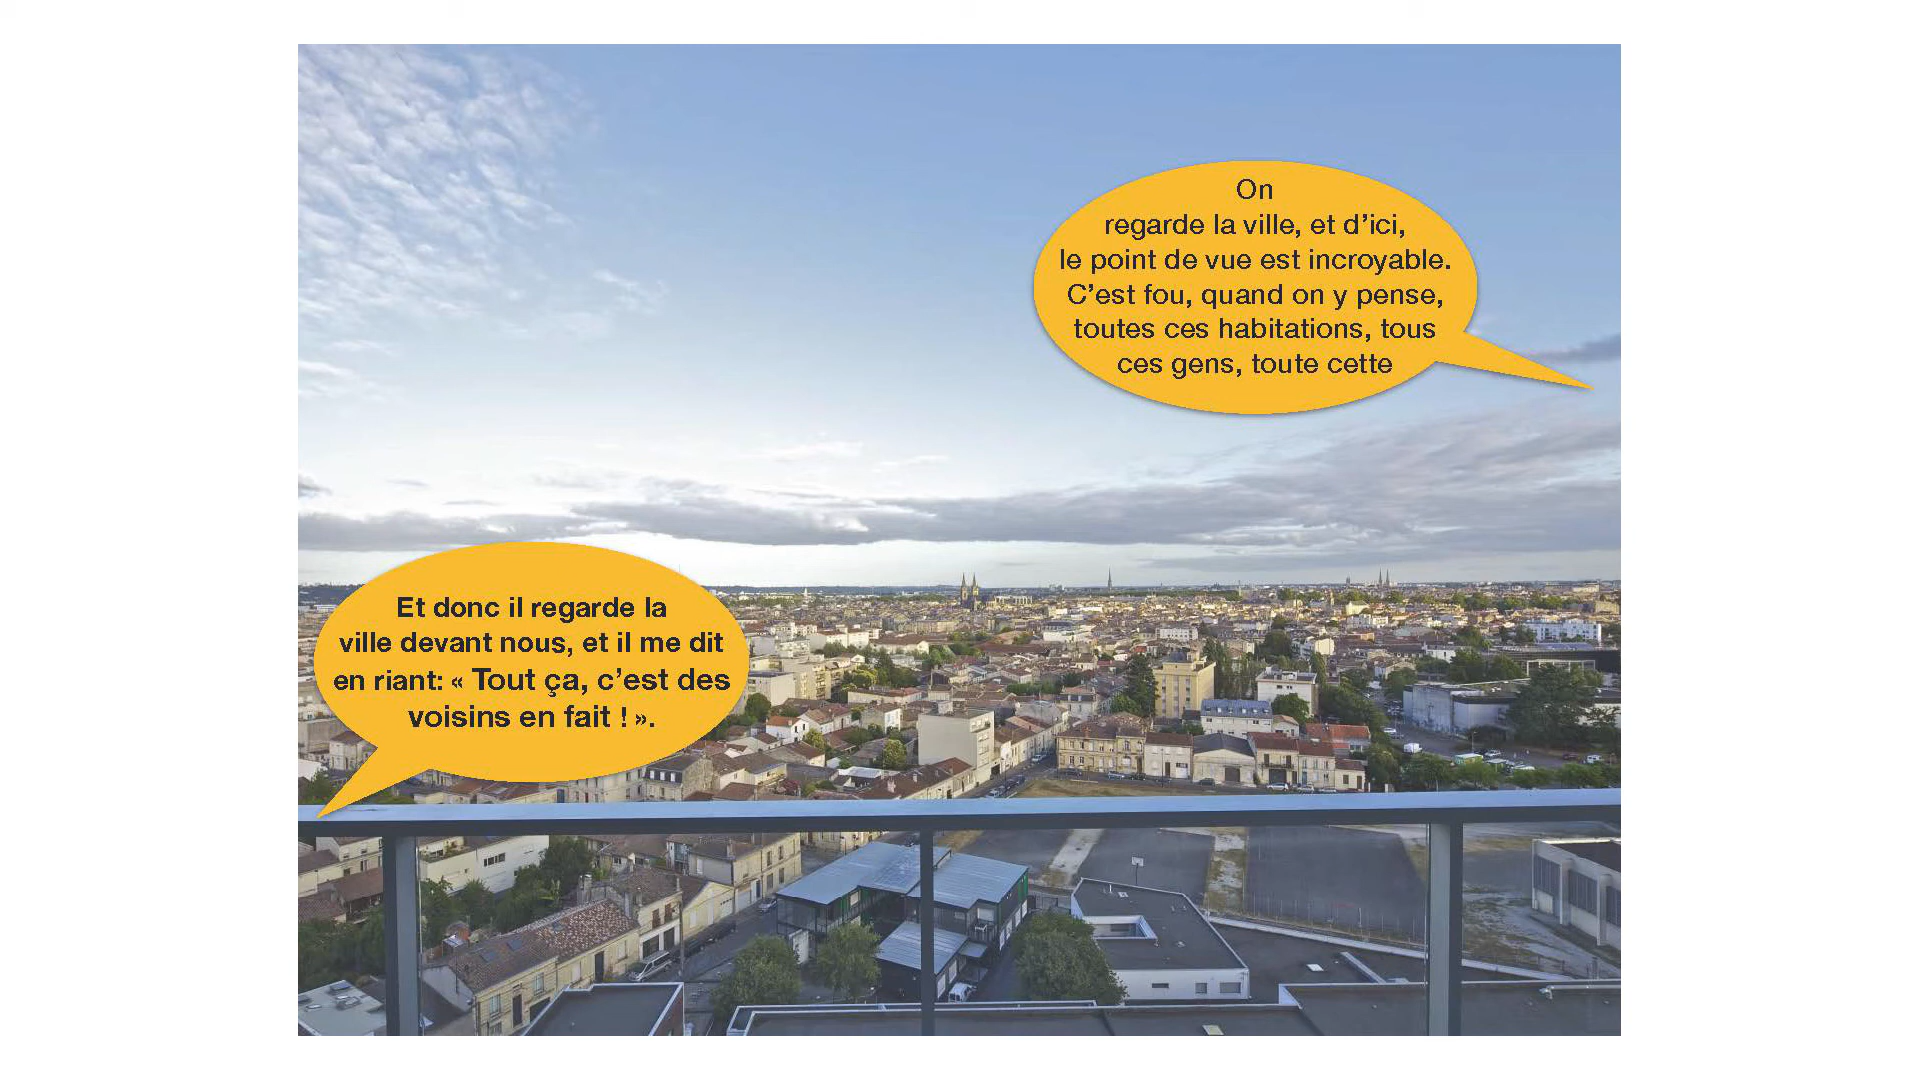 On
regarde la ville, et d’ici,
le point de vue est incroyable.
C’est fou, quand on y pense,
toutes ces habitations, tous
ces gens, toute cette
Et donc il regarde la
ville devant nous, et il me dit
en riant: « Tout ça, c’est des
voisins en fait ! ».